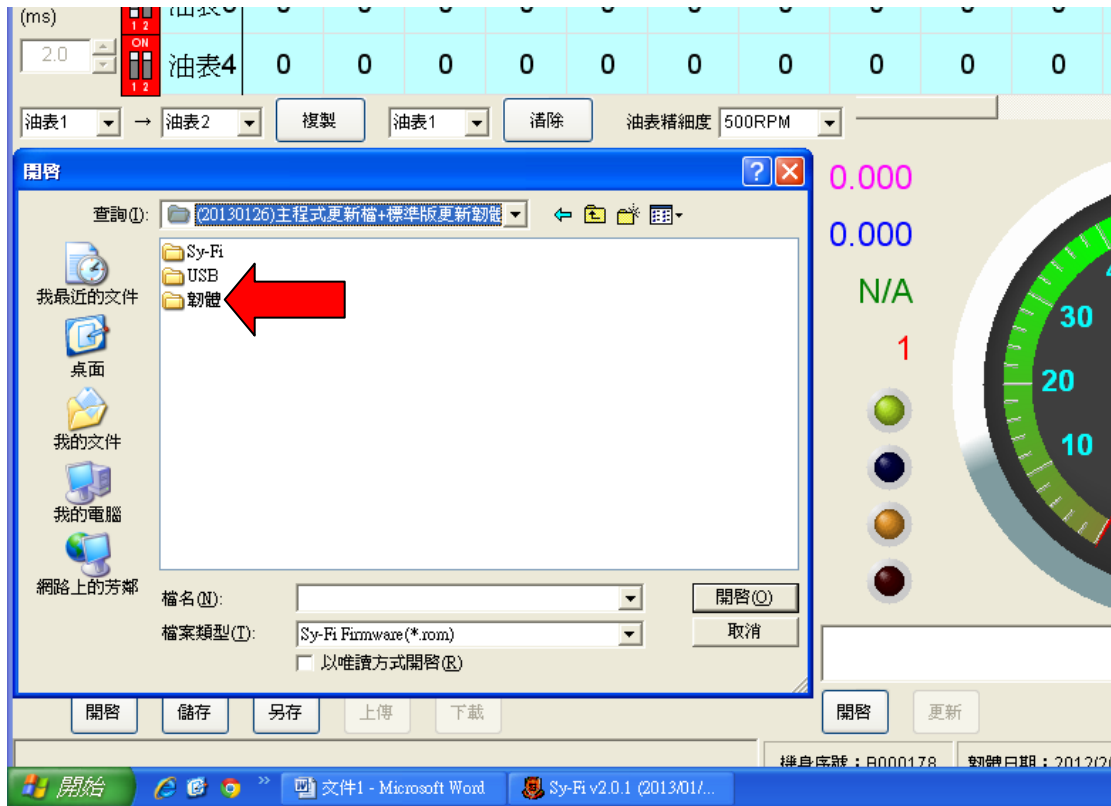 (ms)
ON
1 2
2.0
油表4 0 0 0 0 0 0 0 0 0 0
1 2
油表1 → 油表2 複製 油表1 清除 油表精細度 500RPM
開啓
查詢(I): (20130126)主程式更新檔+標準版更新韌體
Sy-Fi
USB
韌體
我最近的文件
桌面
我的文件
我的電腦
網路上的芳鄰
檔名(N): 開啓(O)
檔案類型(T): Sy-Fi Firmware(*.rom) 取消
以唯讀方式開啓(R)
0.000
0.000
N/A
1
30
20
10
開啓 儲存 另存 上傳 下載 開啓 更新
機身序號：B000178 韌體日期：2012/2
開始 文件1 - Microsoft Word Sy-Fi v2.0.1 (2013/01/...